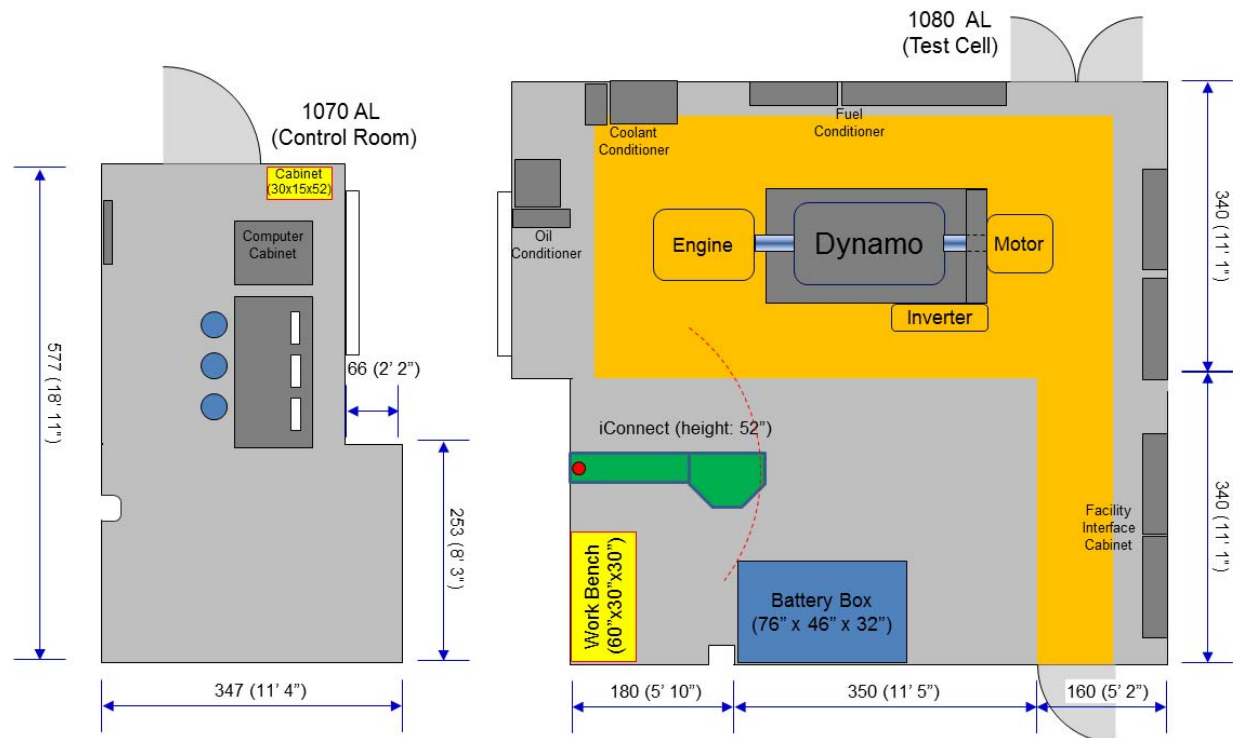 1080 AL
(Test Cell)
1070 AL
(Control Room)
Cabinet
(30x15x52)
Computer
Cabinet
577 (18’ 11”)
66 (2’ 2”)
253 (8’ 3”)
347 (11’ 4”)
Coolant
Conditioner
Fuel
Conditioner
Oil
Conditioner
Engine
Dynamo
Motor
Inverter
340 (11’ 1”)
iConnect (height: 52”)
Work Bench
(60”x30”x30”)
Battery Box
(76” x 46” x 32”)
Facility
Interface
Cabinet
340 (11’ 1”)
180 (5’ 10”)
350 (11’ 5”)
160 (5’ 2”)